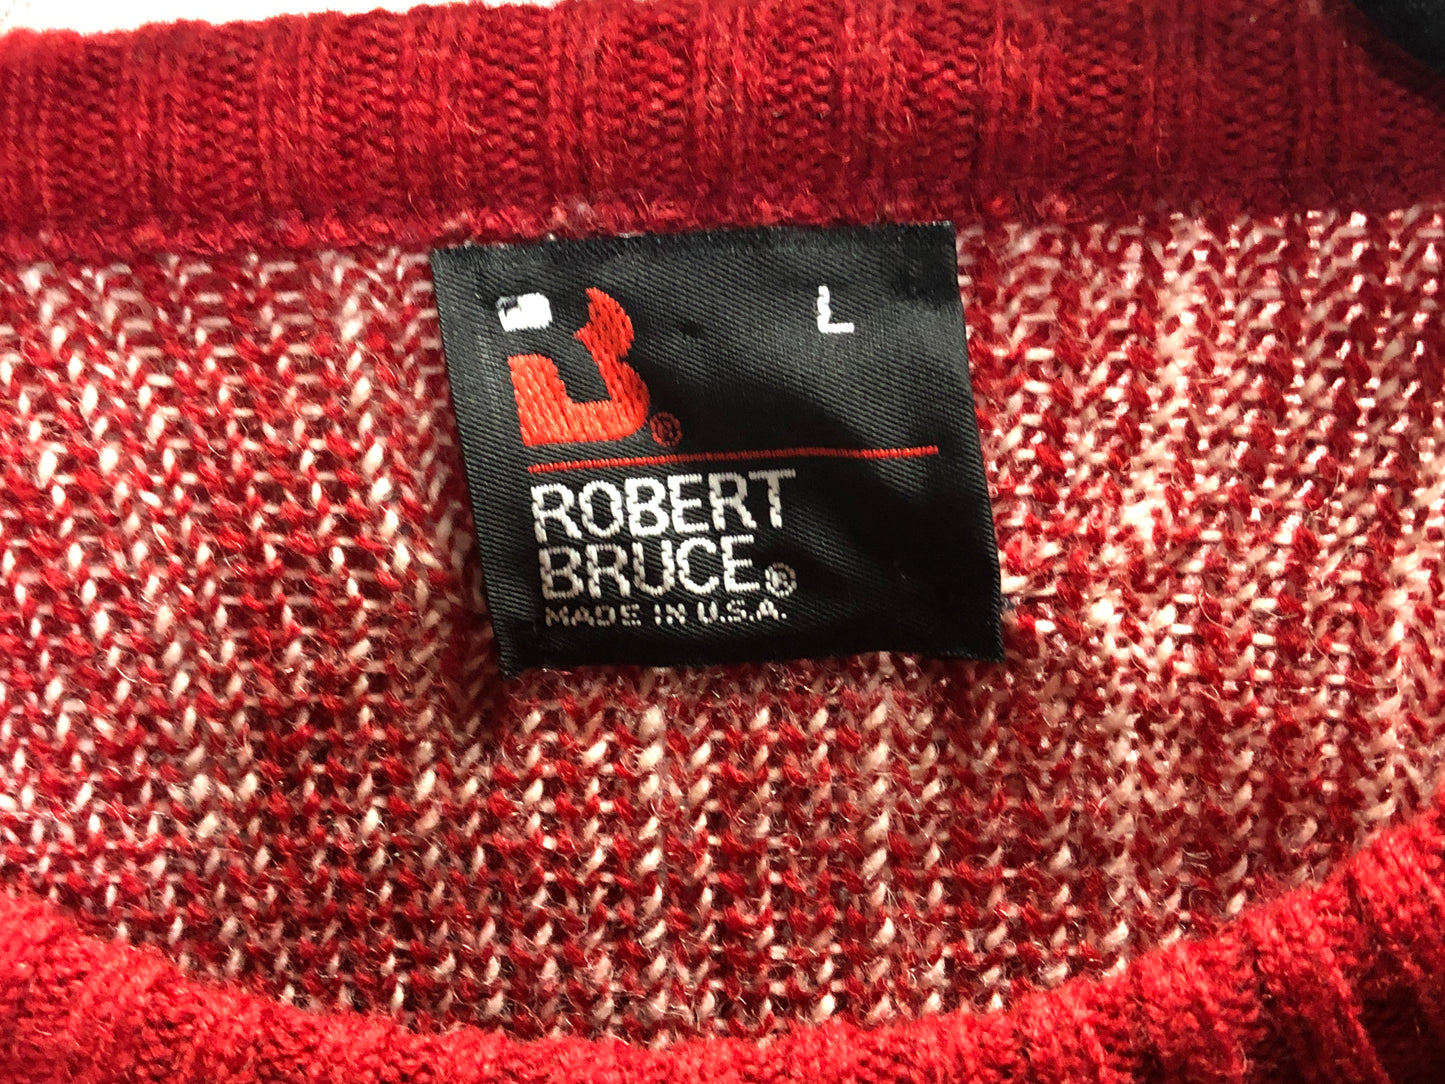 L
B®
ROBERT
BRUCE®
MADE IN U.S.A.